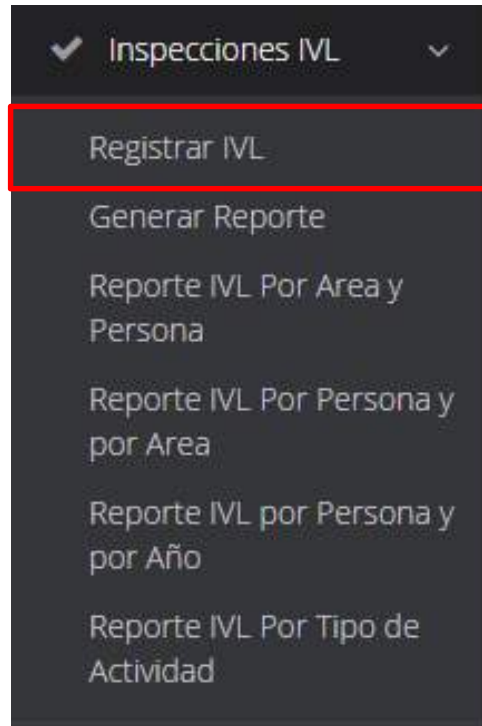 Inspecciones IVL
Registrar IVL
Generar Reporte
Reporte IVL Por Area y
Persona
Reporte IVL Por Persona y
por Area
Reporte IVL por Persona y
por Año
Reporte IVL Por Tipo de
Actividad